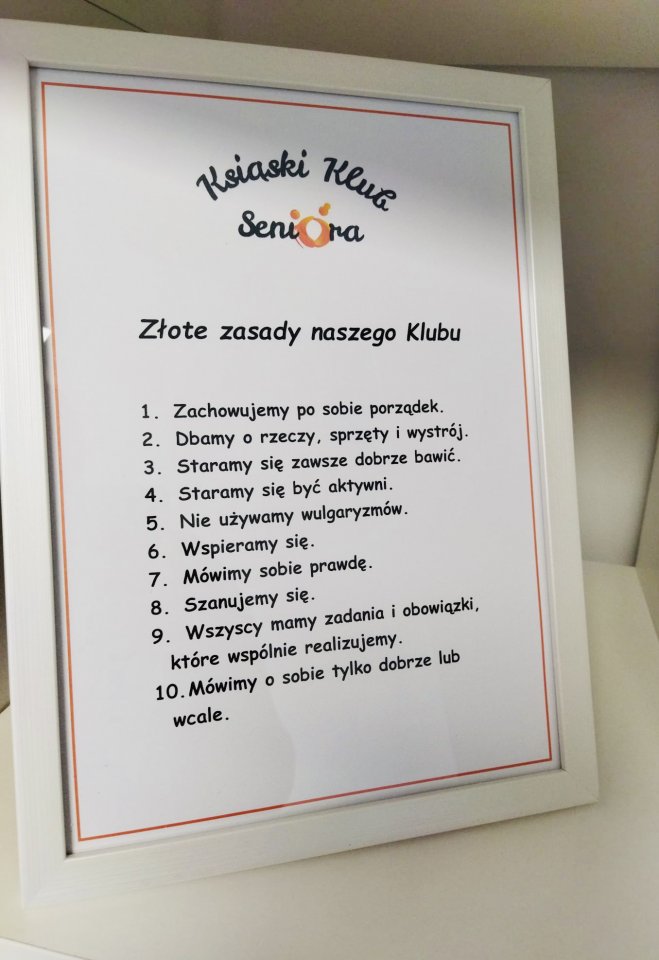 Książski Klub
Seniora
Złote zasady naszego Klubu
1. Zachowujemy po sobie porządek.
2. Dbamy o rzeczy, sprzęty i wystrój.
3. Staramy się zawsze dobrze bawić.
4. Staramy się być aktywni.
5. Nie używamy wulgaryzmów.
6. Wspieramy się.
7. Mówimy sobie prawdę.
8. Szanujemy się.
9. Wszyscy mamy zadania i obowiązki,
które wspólnie realizujemy.
10. Mówimy o sobie tylko dobrze lub
wcale.